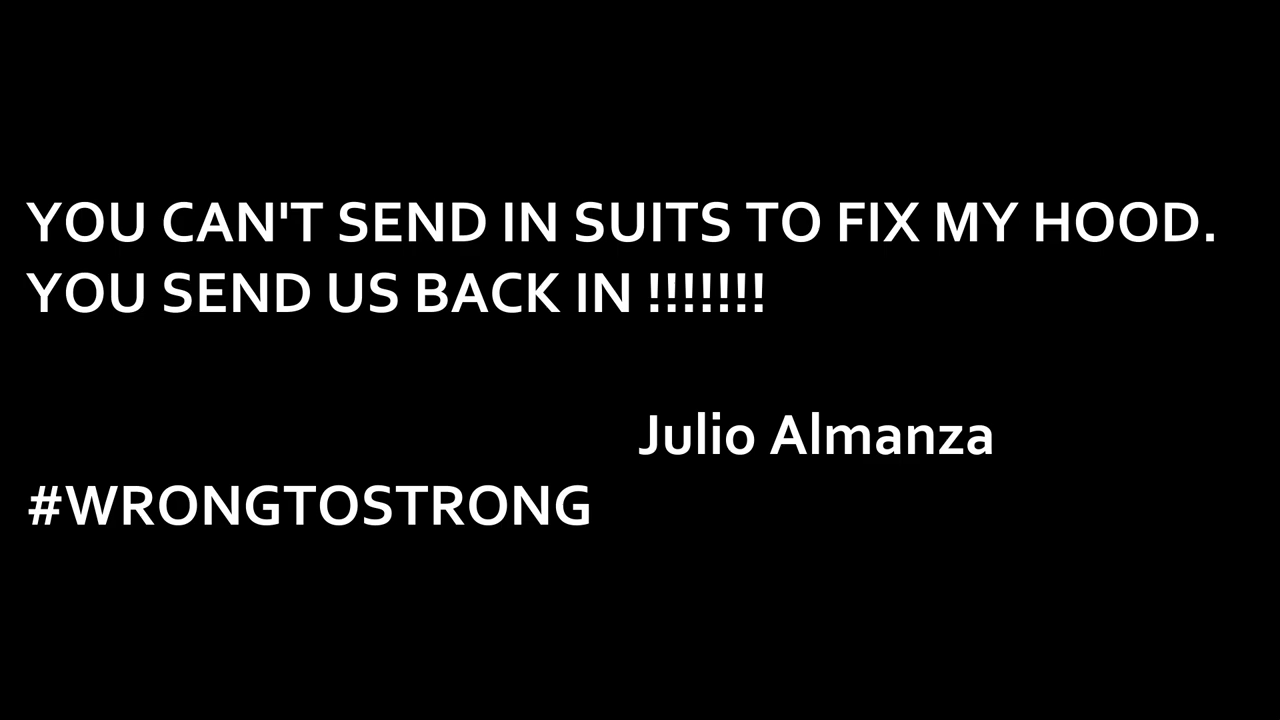 YOU CAN'T SEND IN SUITS TO FIX MY HOOD.
YOU SEND US BACK IN !!!!!!!
Julio Almanza
#WRONGTOSTRONG